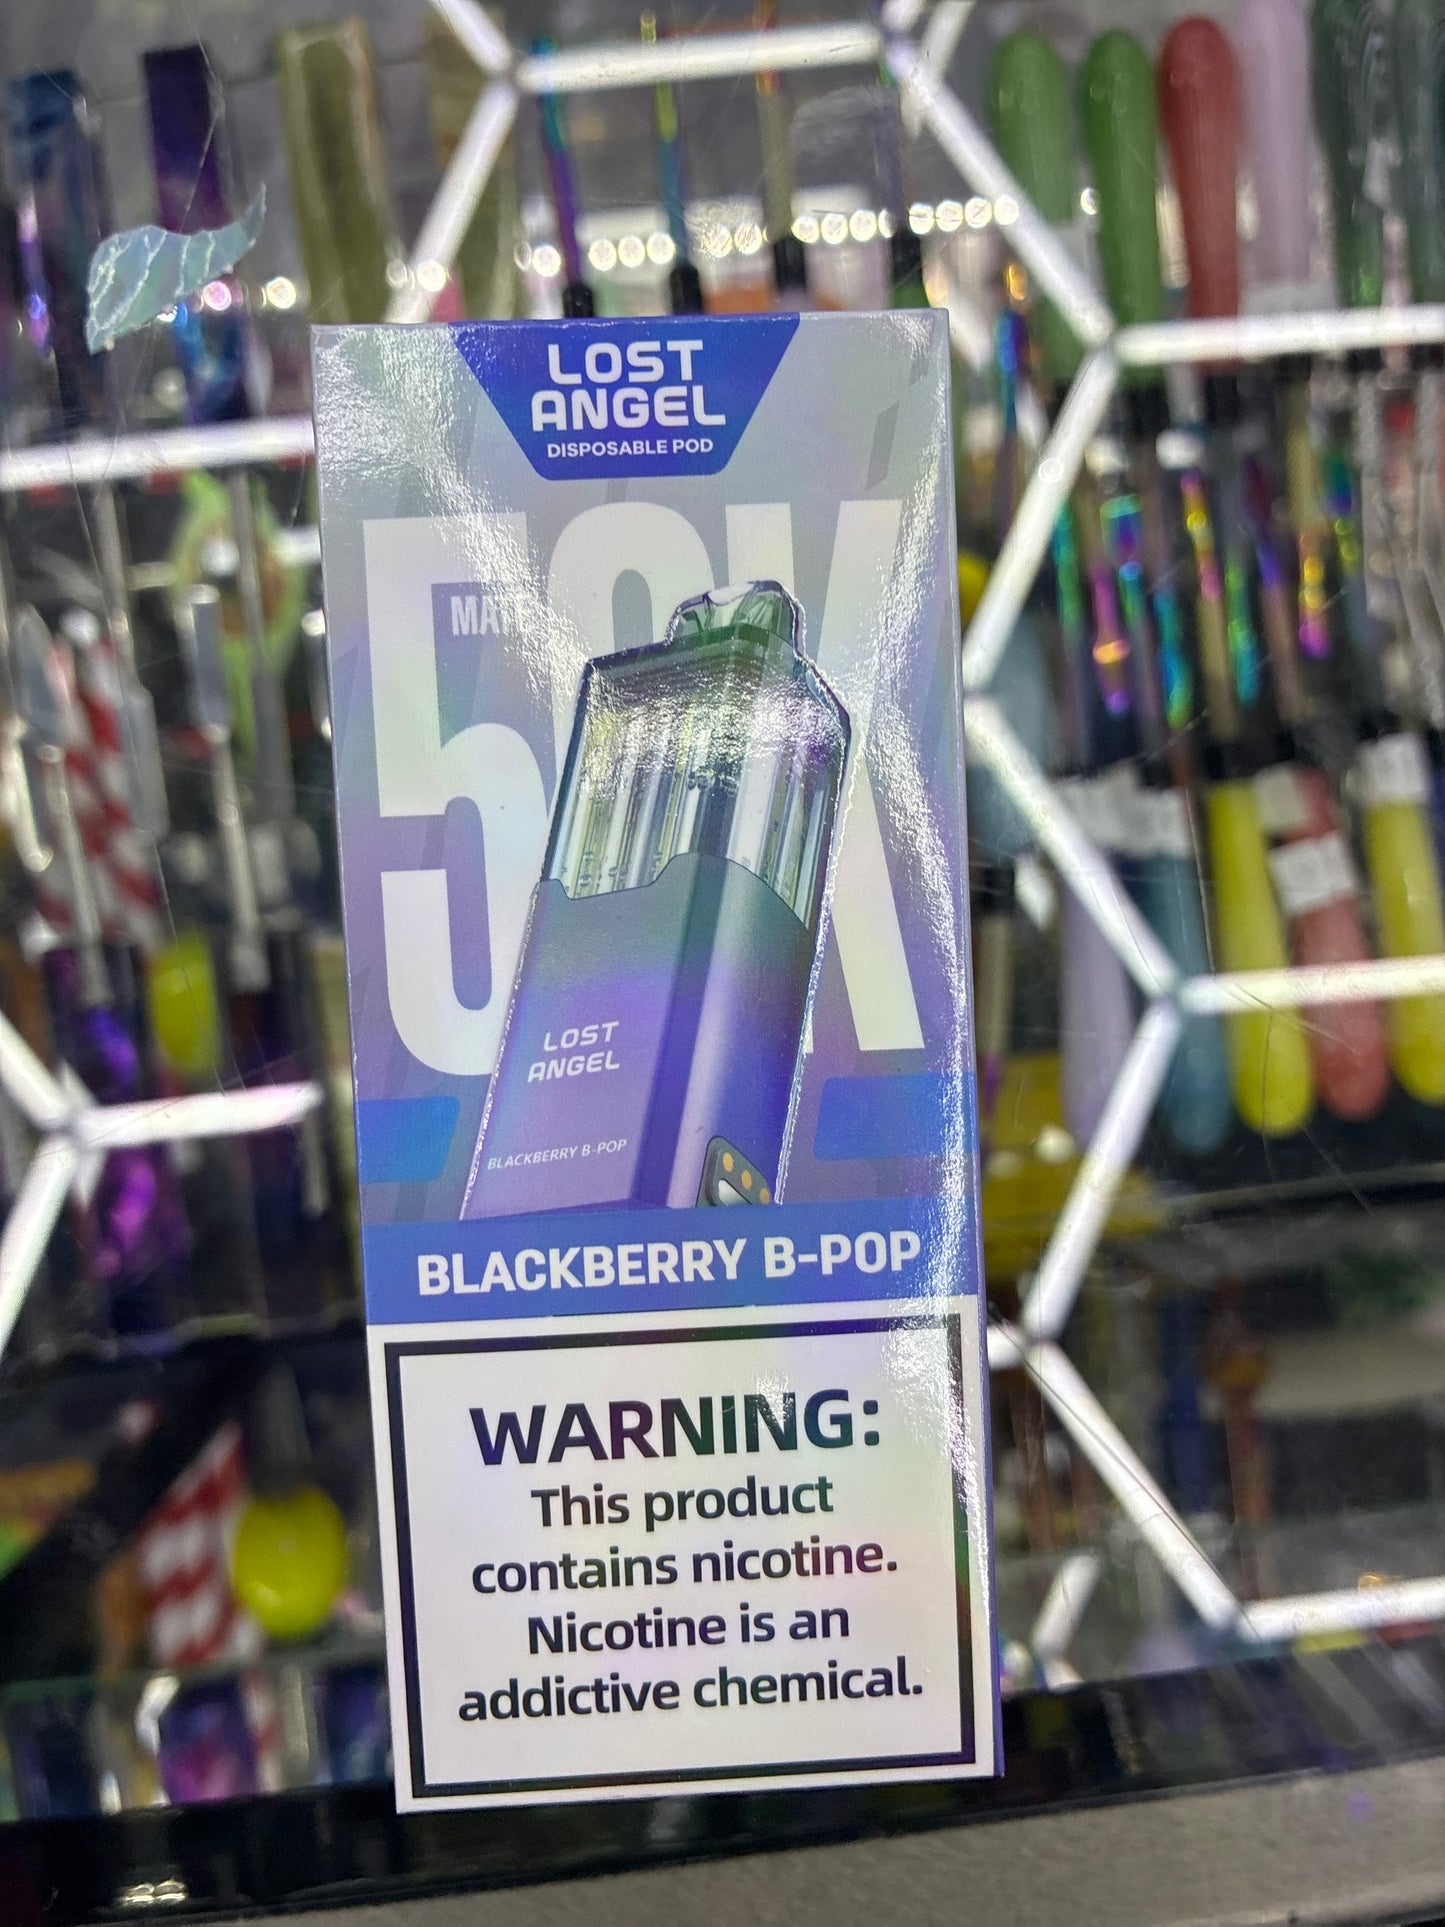 LOST
ANGEL
DISPOSABLE POD
50K
LOST
ANGEL
BLACKBERRY B-POP
BLACKBERRY B-POP
WARNING:
This product
contains nicotine.
Nicotine is an
addictive chemical.